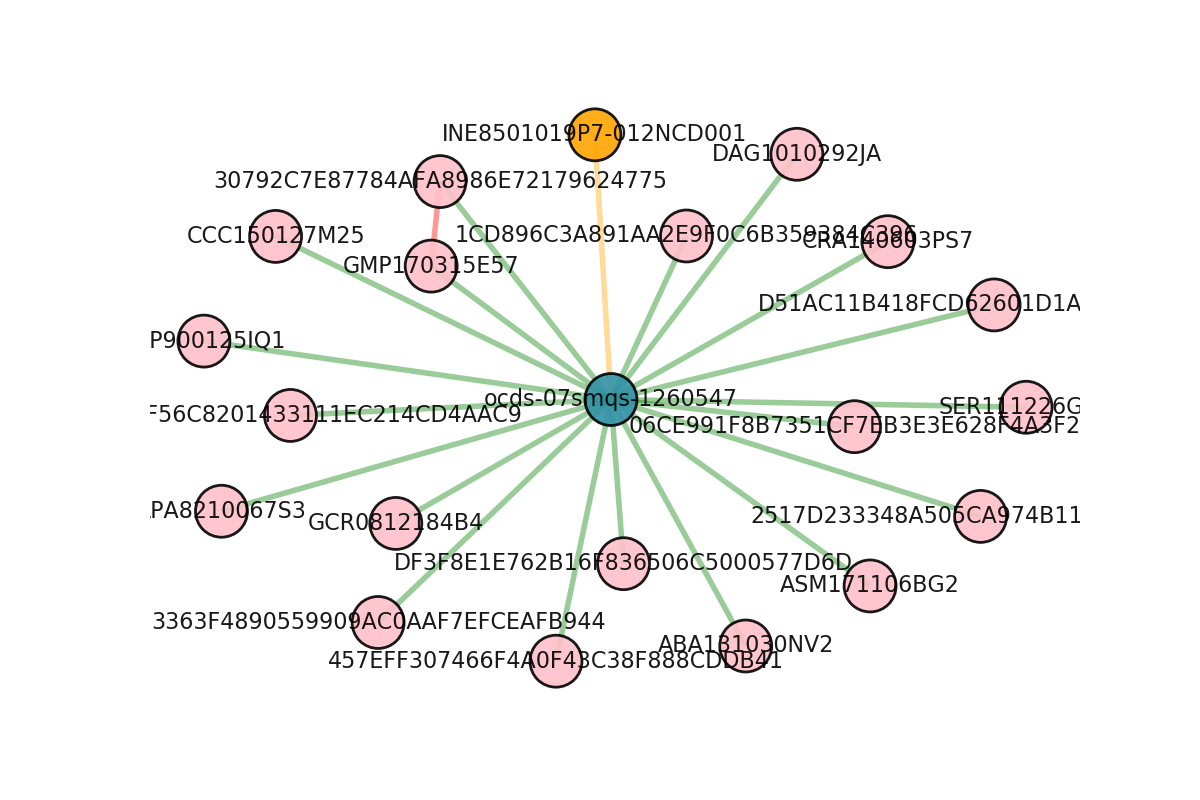 INE8501019P7-012NCD001
DAG1010292JA
30792C7E87784AFA8986E72179624775
CCC150127M25
1CD896C3A891AA2E9F0C6B359384C396
CRA140603PS7
GMP170315E57
D51AC11B418FCD62601D1A
P900125IQ1
ocds-07smqs-1260547
SER111226G
F56C8201433111EC214CD4AAC9
06CE991F8B7351CF7EB3E3E628F4A3F2
PA8210067S3
GCR0812184B4
2517D233348A505CA974B11
DF3F8E1E762B16F836506C5000577D6D
ASM171106BG2
3363F4890559909AC0AAF7EFCEAFB944
ABA131030NV2
457EFF307466F4A0F43C38F888CDDB41